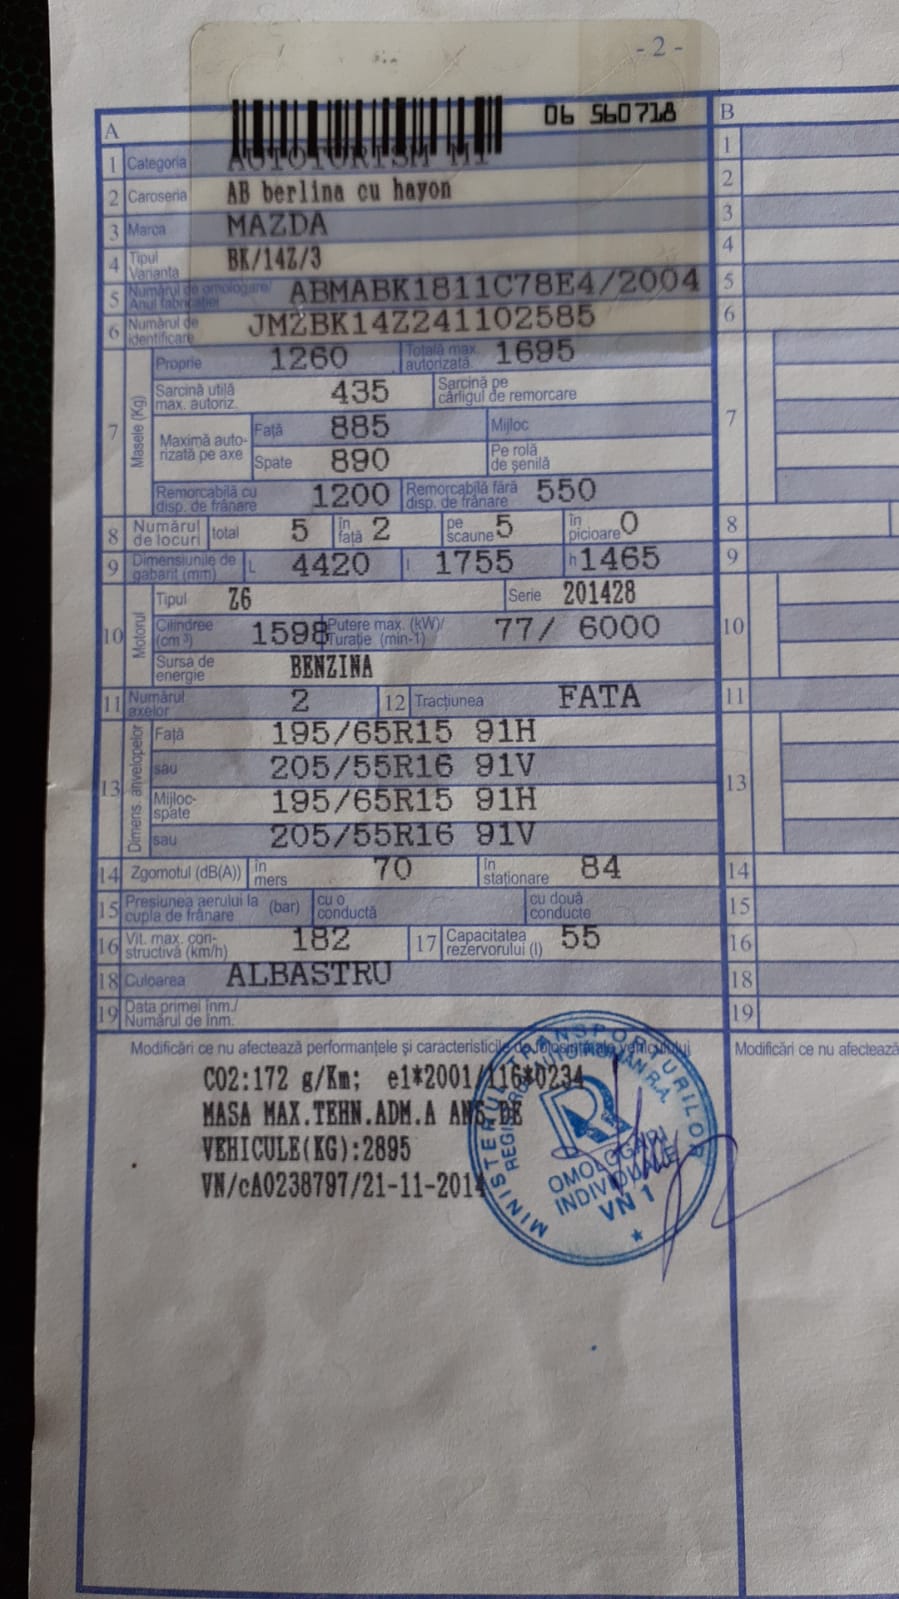 - 2 -
06 560718
A
B
1 Categoria AUTOTURISM M1
2 Caroseria AB berlina cu hayon
3 Marca MAZDA
4 Tipul Varianta BK/14Z/3
5 Numărul de omologare/ Anul fabricației ABMABK1811C78E4/2004
6 Numărul de identificare JMZBK14Z241102585
7 Masele (Kg)
Proprie 1260 Totală max. autorizată 1695
Sarcină utilă max. autoriz. 435 Sarcină pe cârligul de remorcare
Maximă autorizată pe axe Față 885 Mijloc
Spate 890 Pe rolă de șenilă
Remorcabilă cu disp. de frânare 1200 Remorcabilă fără disp. de frânare 550
8 Numărul de locuri total 5 în față 2 pe scaune 5 în picioare 0
9 Dimensiunile de gabarit (mm) L 4420 l 1755 h 1465
10 Motorul
Tipul Z6 Serie 201428
Cilindree (cm³) 1598 Putere max. (kW)/ Turație (min-1) 77/ 6000
Sursa de energie BENZINA
11 Numărul axelor 2 12 Tracțiunea FATA
13 Dimens. anvelopelor
Față 195/65R15 91H
sau 205/55R16 91V
Mijloc-spate 195/65R15 91H
sau 205/55R16 91V
14 Zgomotul (dB(A)) în mers 70 în staționare 84
15 Presiunea aerului la cupla de frânare (bar) cu o conductă cu două conducte
16 Vit. max. constructivă (km/h) 182 17 Capacitatea rezervorului (l) 55
18 Culoarea ALBASTRU
19 Data primei înm./ Numărul de înm.
1
2
3
4
5
6
7
8
9
10
11
13
14
15
16
18
19
Modificări ce nu afectează performanțele și caracteristicile de folosință ale vehiculului
Modificări ce nu afectează
CO2:172 g/Km; e1*2001/116*0234
MASA MAX.TEHN.ADM.A ANS.DE
VEHICULE(KG):2895
VN/cA0238797/21-11-2014
MINISTERUL TRANSPORTURILOR
REGISTRUL AUTO ROMÂN R.A.
OMOLOGĂRI
INDIVIDUALE
VN 1